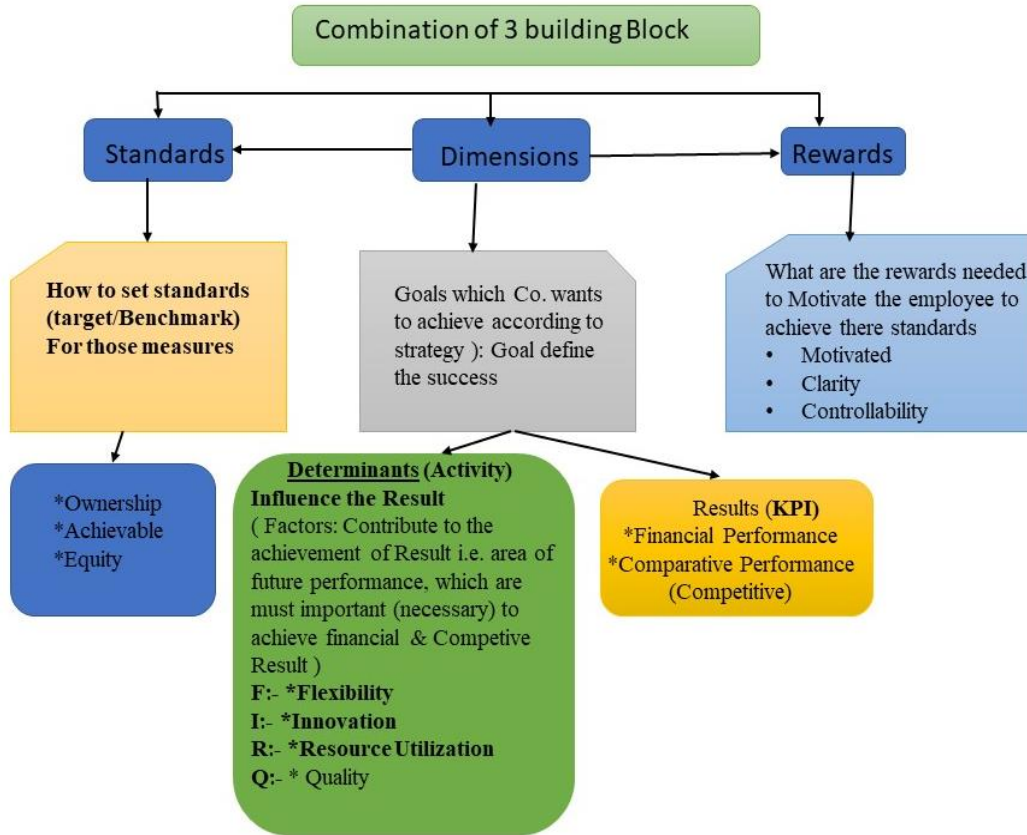 Combination of 3 building Block
Standards
Dimensions
Rewards
How to set standards
(target/Benchmark)
For those measures
Goals which Co. wants
to achieve according to
strategy ): Goal define
the success
What are the rewards needed
to Motivate the employee to
achieve there standards
• Motivated
• Clarity
• Controllability
*Ownership
*Achievable
*Equity
Determinants (Activity)
Influence the Result
( Factors: Contribute to the
achievement of Result i.e. area of
future performance, which are
must important (necessary) to
achieve financial & Competive
Result )
F:- *Flexibility
I:- *Innovation
R:- *Resource Utilization
Q:- * Quality
Results (KPI)
*Financial Performance
*Comparative Performance
(Competitive)